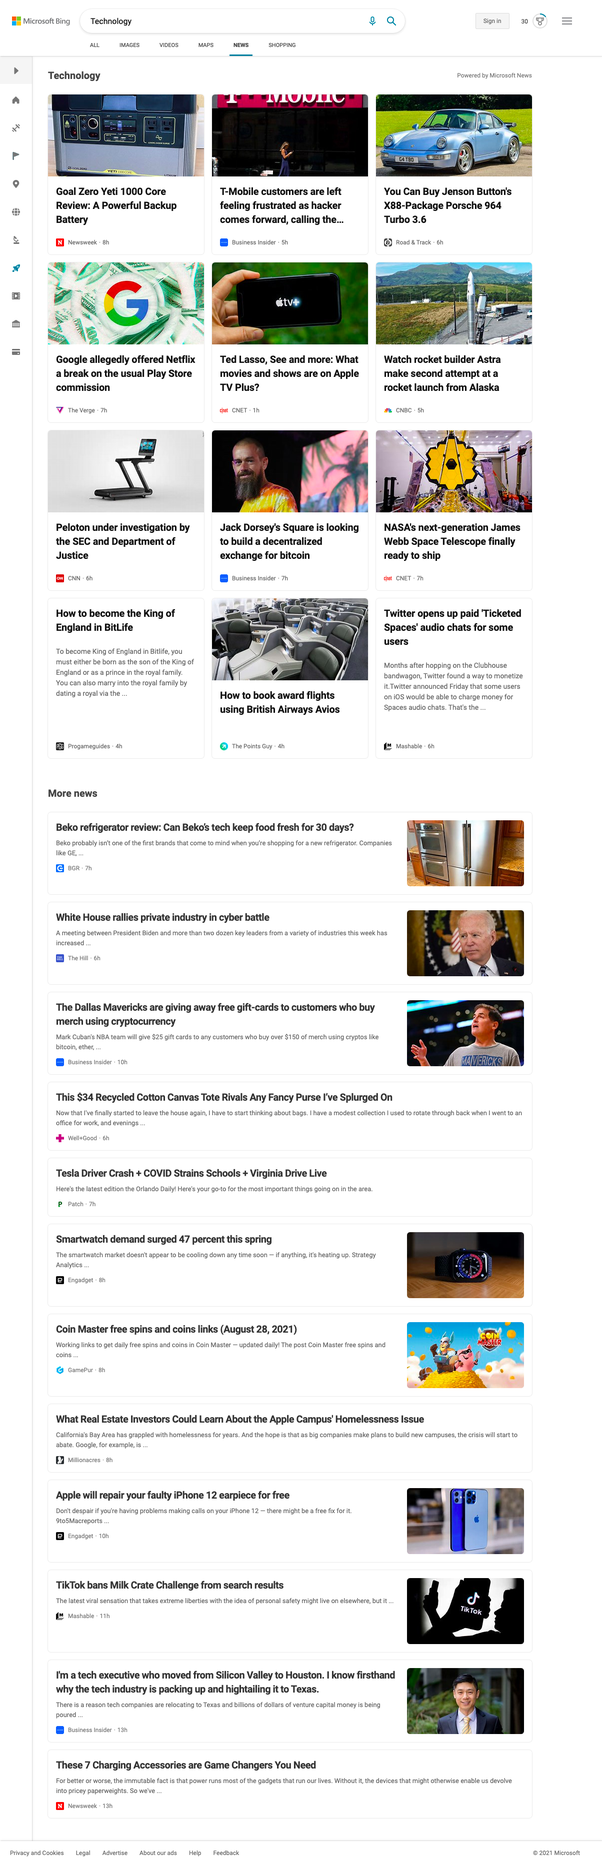 Microsoft Bing
Technology
Sign in
30
ALL
IMAGES
VIDEOS
MAPS
NEWS
SHOPPING
Technology
Powered by Microsoft News
Goal Zero Yeti 1000 Core
Review: A Powerful Backup
Battery
Newsweek · 8h
T-Mobile customers are left
feeling frustrated as hacker
comes forward, calling the...
Business Insider · 5h
You Can Buy Jenson Button's
X88-Package Porsche 964
Turbo 3.6
Road & Track · 6h
Google allegedly offered Netflix
a break on the usual Play Store
commission
The Verge · 7h
tv+
Ted Lasso, See and more: What
movies and shows are on Apple
TV Plus?
CNET · 1h
Watch rocket builder Astra
make second attempt at a
rocket launch from Alaska
CNBC · 5h
Peloton under investigation by
the SEC and Department of
Justice
CNN · 6h
Jack Dorsey's Square is looking
to build a decentralized
exchange for bitcoin
Business Insider · 7h
NASA's next-generation James
Webb Space Telescope finally
ready to ship
CNET · 7h
How to become the King of
England in BitLife
To become King of England in Bitlife, you
must either be born as the son of the King of
England or as a prince in the royal family.
You can also marry into the royal family by
dating a royal via the ...
Progameguides · 4h
How to book award flights
using British Airways Avios
The Points Guy · 4h
Twitter opens up paid 'Ticketed
Spaces' audio chats for some
users
Months after hopping on the Clubhouse
bandwagon, Twitter found a way to monetize
it.Twitter announced Friday that some users
on iOS would be able to charge money for
Spaces audio chats. That's the ...
Mashable · 6h
More news
Beko refrigerator review: Can Beko's tech keep food fresh for 30 days?
Beko probably isn't one of the first brands that come to mind when you're shopping for a new refrigerator. Companies
like GE, ...
BGR · 7h
White House rallies private industry in cyber battle
A meeting between President Biden and more than two dozen key leaders from a variety of industries this week has
increased ...
The Hill · 6h
The Dallas Mavericks are giving away free gift-cards to customers who buy
merch using cryptocurrency
Mark Cuban's NBA team will give $25 gift cards to any customers who buy over $150 of merch using cryptos like
bitcoin, ether, ...
Business Insider · 10h
MAVERICKS
This $34 Recycled Cotton Canvas Tote Rivals Any Fancy Purse I've Splurged On
Now that I've finally started to leave the house again, I have to start thinking about bags. I have a modest collection I used to rotate through back when I went to an
office for work, and evenings ...
Well+Good · 6h
Tesla Driver Crash + COVID Strains Schools + Virginia Drive Live
Here's the latest edition the Orlando Daily! Here's your go-to for the most important things going on in the area.
Patch · 7h
Smartwatch demand surged 47 percent this spring
The smartwatch market doesn't appear to be cooling down any time soon — if anything, it's heating up. Strategy
Analytics ...
Engadget · 8h
Coin Master free spins and coins links (August 28, 2021)
Working links to get daily free spins and coins in Coin Master — updated daily! The post Coin Master free spins and
coins ...
GamePur · 8h
COIN
MASTER
What Real Estate Investors Could Learn About the Apple Campus' Homelessness Issue
California's Bay Area has grappled with homelessness for years. And the hope is that as big companies make plans to build new campuses, the crisis will start to
abate. Google, for example, is ...
Millionacres · 8h
Apple will repair your faulty iPhone 12 earpiece for free
Don't despair if you're having problems making calls on your iPhone 12 — there might be a free fix for it.
9to5Macreports ...
Engadget · 10h
TikTok bans Milk Crate Challenge from search results
The latest viral sensation that takes extreme liberties with the idea of personal safety might live on elsewhere, but it ...
Mashable · 11h
TikTok
I'm a tech executive who moved from Silicon Valley to Houston. I know firsthand
why the tech industry is packing up and hightailing it to Texas.
There is a reason tech companies are relocating to Texas and billions of dollars of venture capital money is being
poured ...
Business Insider · 13h
These 7 Charging Accessories are Game Changers You Need
For better or worse, the immutable fact is that power runs most of the gadgets that run our lives. Without it, the devices that might otherwise enable us devolve
into pricey paperweights. So we've ...
Newsweek · 13h
Privacy and Cookies
Legal
Advertise
About our ads
Help
Feedback
© 2021 Microsoft